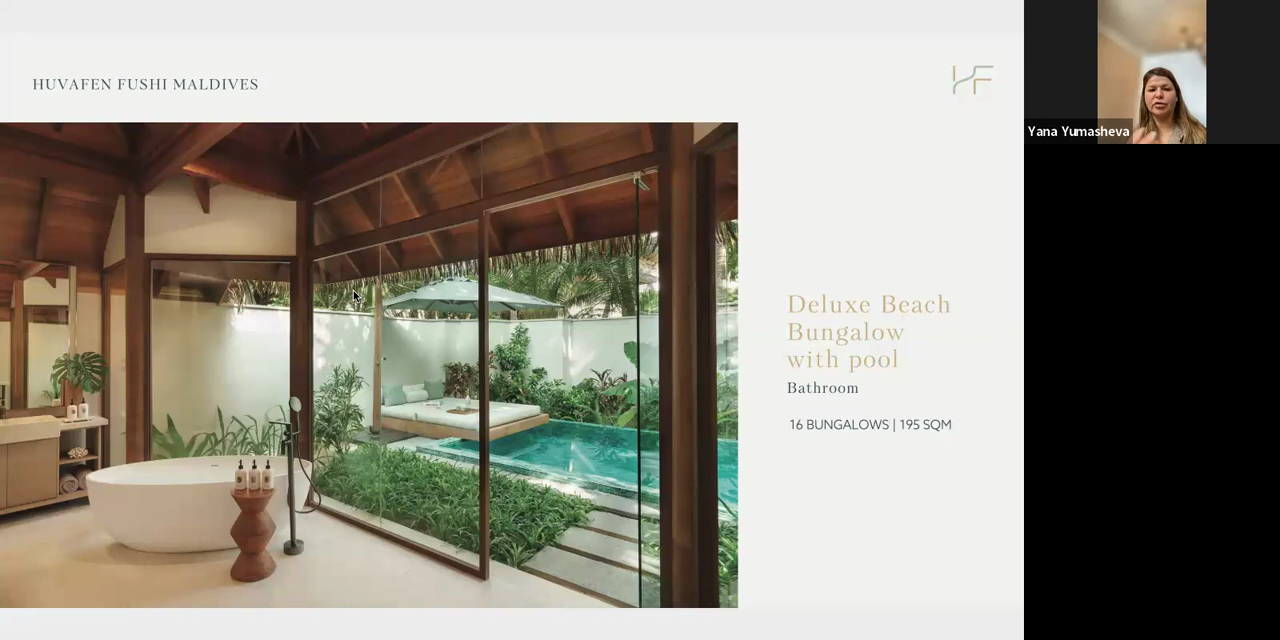 HUVAFEN FUSHI MALDIVES
HF
Yana Yumasheva
Deluxe Beach
Bungalow
with pool
Bathroom
16 BUNGALOWS | 195 SQM